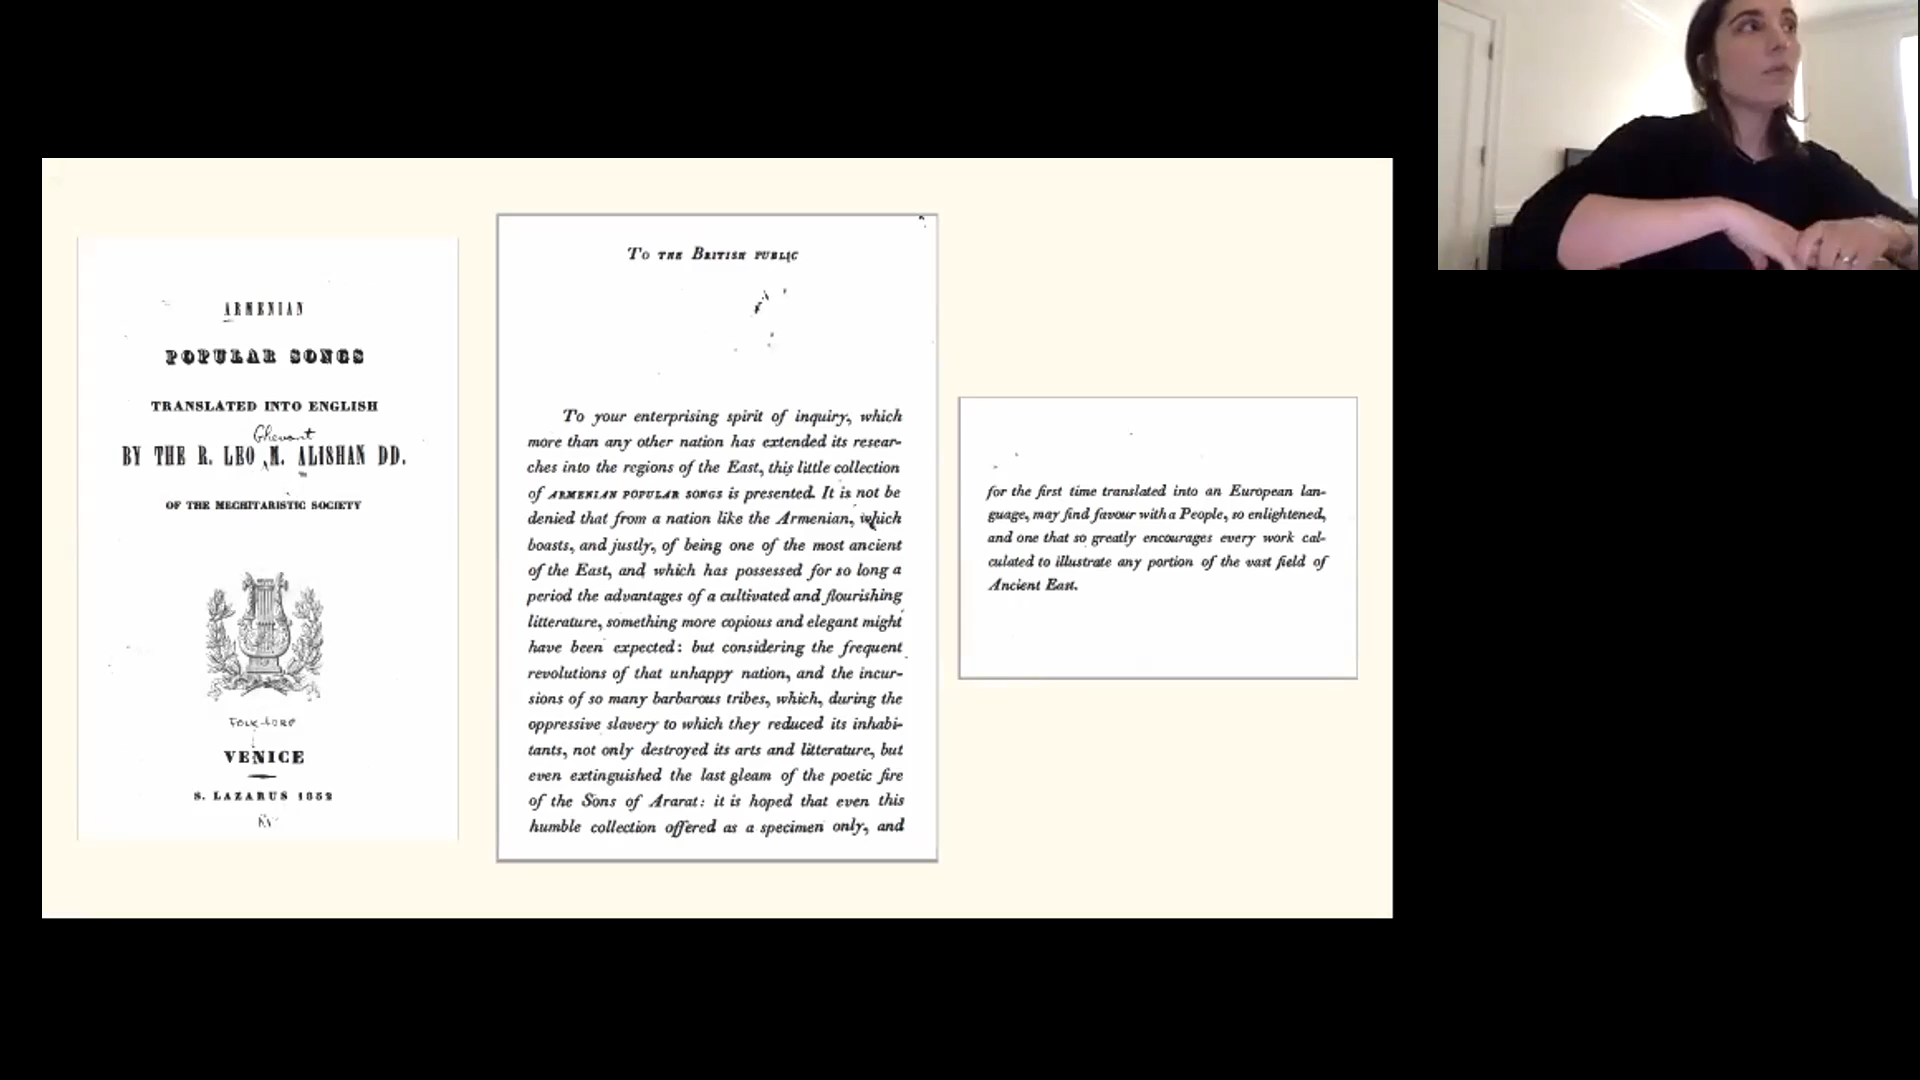 ARMENIAN
POPULAR SONGS
TRANSLATED INTO ENGLISH
Ghevont
BY THE R. LEO M. ALISHAN DD.
OF THE MECHITARISTIC SOCIETY
FOLK-LORE
VENICE
S. LAZARUS 1852
To THE BRITISH PUBLIC
To your enterprising spirit of inquiry, which
more than any other nation has extended its resear-
ches into the regions of the East, this little collection
of ARMENIAN POPULAR SONGS is presented. It is not be
denied that from a nation like the Armenian, which
boasts, and justly, of being one of the most ancient
of the East, and which has possessed for so long a
period the advantages of a cultivated and flourishing
litterature, something more copious and elegant might
have been expected: but considering the frequent
revolutions of that unhappy nation, and the incur-
sions of so many barbarous tribes, which, during the
oppressive slavery to which they reduced its inhabi-
tants, not only destroyed its arts and litterature, but
even extinguished the last gleam of the poetic fire
of the Sons of Ararat: it is hoped that even this
humble collection offered as a specimen only, and
for the first time translated into an European lan-
guage, may find favour with a People, so enlightened,
and one that so greatly encourages every work cal-
culated to illustrate any portion of the vast field of
Ancient East.